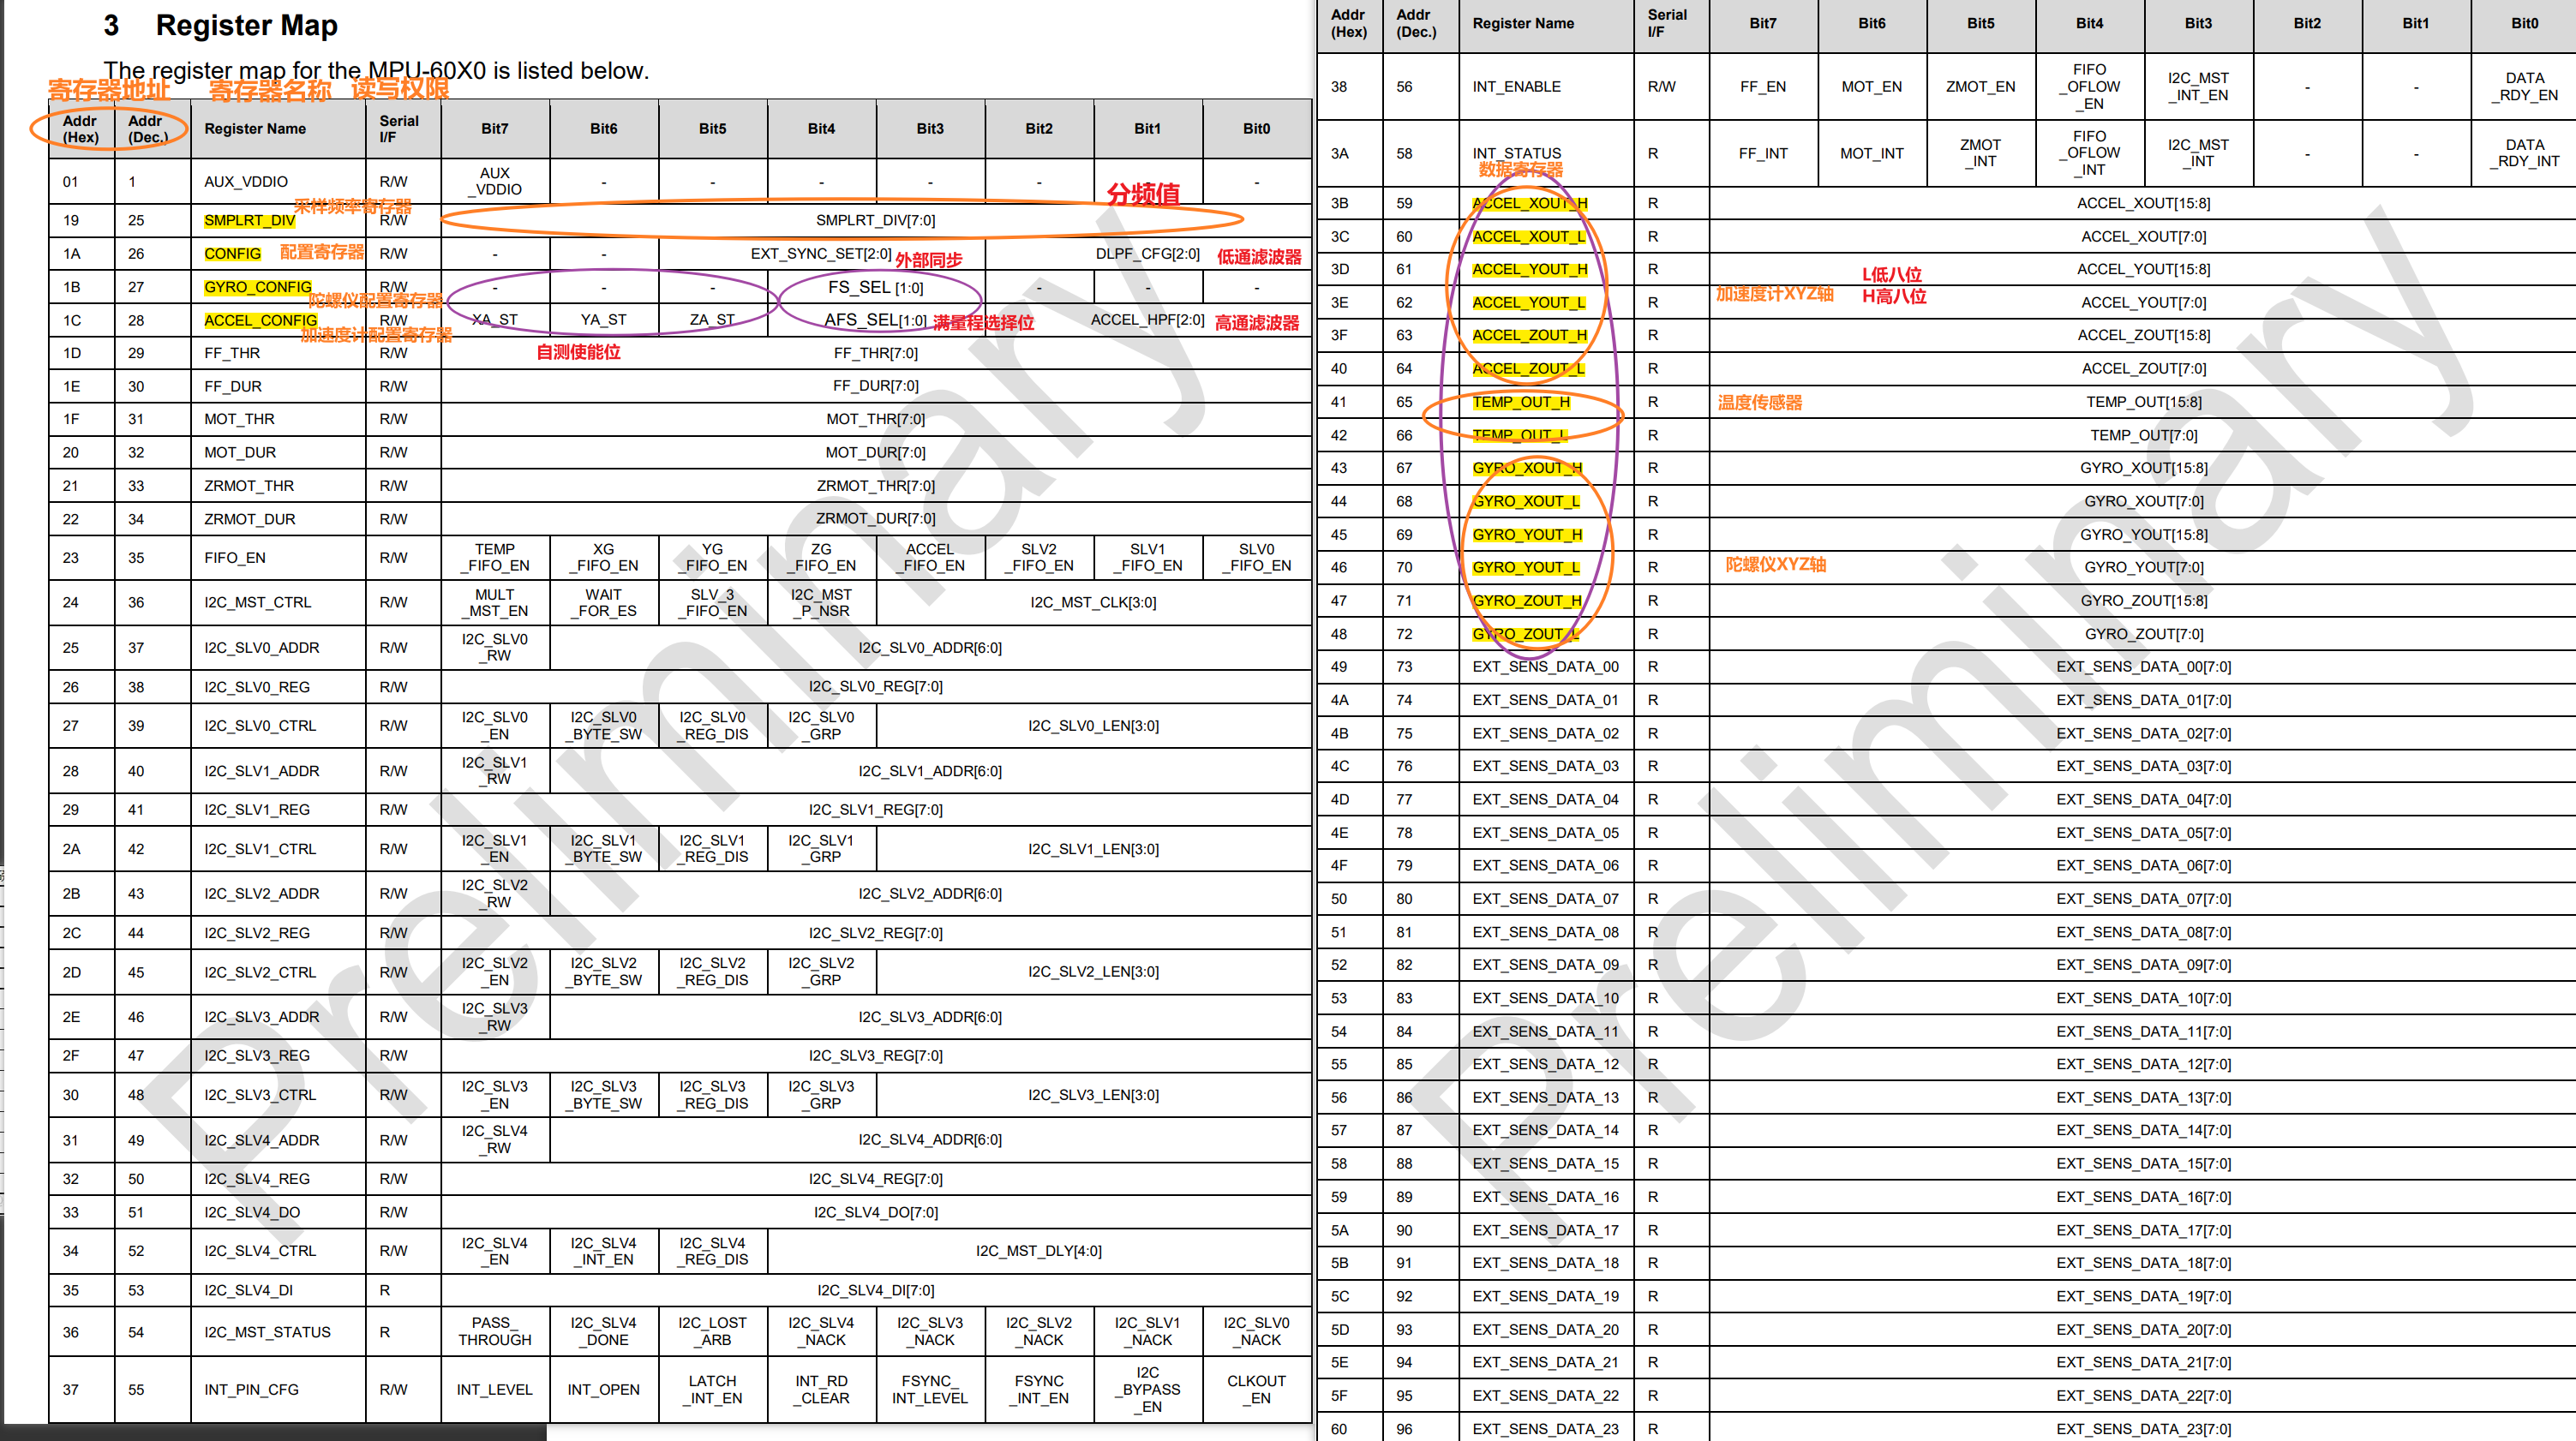 3 Register Map
The register map for the MPU-60X0 is listed below.
寄存器地址 寄存器名称 读写权限
Addr (Hex) Addr (Dec.) Register Name Serial I/F Bit7 Bit6 Bit5 Bit4 Bit3 Bit2 Bit1 Bit0
01 1 AUX_VDDIO R/W AUX _VDDIO - - - - - - -
分频值
采样频率寄存器
19 25 SMPLRT_DIV R/W SMPLRT_DIV[7:0]
1A 26 CONFIG 配置寄存器 R/W - - EXT_SYNC_SET[2:0] 外部同步 DLPF_CFG[2:0] 低通滤波器
1B 27 GYRO_CONFIG R/W - - - FS_SEL [1:0] - - -
陀螺仪配置寄存器
1C 28 ACCEL_CONFIG R/W XA_ST YA_ST ZA_ST AFS_SEL[1:0] 满量程选择位 ACCEL_HPF[2:0] 高通滤波器
加速度计配置寄存器
自测使能位
1D 29 FF_THR R/W FF_THR[7:0]
1E 30 FF_DUR R/W FF_DUR[7:0]
1F 31 MOT_THR R/W MOT_THR[7:0]
20 32 MOT_DUR R/W MOT_DUR[7:0]
21 33 ZRMOT_THR R/W ZRMOT_THR[7:0]
22 34 ZRMOT_DUR R/W ZRMOT_DUR[7:0]
23 35 FIFO_EN R/W TEMP _FIFO_EN XG _FIFO_EN YG _FIFO_EN ZG _FIFO_EN ACCEL _FIFO_EN SLV2 _FIFO_EN SLV1 _FIFO_EN SLV0 _FIFO_EN
24 36 I2C_MST_CTRL R/W MULT _MST_EN WAIT _FOR_ES SLV_3 _FIFO_EN I2C_MST _P_NSR I2C_MST_CLK[3:0]
25 37 I2C_SLV0_ADDR R/W I2C_SLV0 _RW I2C_SLV0_ADDR[6:0]
26 38 I2C_SLV0_REG R/W I2C_SLV0_REG[7:0]
27 39 I2C_SLV0_CTRL R/W I2C_SLV0 _EN I2C_SLV0 _BYTE_SW I2C_SLV0 _REG_DIS I2C_SLV0 _GRP I2C_SLV0_LEN[3:0]
28 40 I2C_SLV1_ADDR R/W I2C_SLV1 _RW I2C_SLV1_ADDR[6:0]
29 41 I2C_SLV1_REG R/W I2C_SLV1_REG[7:0]
2A 42 I2C_SLV1_CTRL R/W I2C_SLV1 _EN I2C_SLV1 _BYTE_SW I2C_SLV1 _REG_DIS I2C_SLV1 _GRP I2C_SLV1_LEN[3:0]
2B 43 I2C_SLV2_ADDR R/W I2C_SLV2 _RW I2C_SLV2_ADDR[6:0]
2C 44 I2C_SLV2_REG R/W I2C_SLV2_REG[7:0]
2D 45 I2C_SLV2_CTRL R/W I2C_SLV2 _EN I2C_SLV2 _BYTE_SW I2C_SLV2 _REG_DIS I2C_SLV2 _GRP I2C_SLV2_LEN[3:0]
2E 46 I2C_SLV3_ADDR R/W I2C_SLV3 _RW I2C_SLV3_ADDR[6:0]
2F 47 I2C_SLV3_REG R/W I2C_SLV3_REG[7:0]
30 48 I2C_SLV3_CTRL R/W I2C_SLV3 _EN I2C_SLV3 _BYTE_SW I2C_SLV3 _REG_DIS I2C_SLV3 _GRP I2C_SLV3_LEN[3:0]
31 49 I2C_SLV4_ADDR R/W I2C_SLV4 _RW I2C_SLV4_ADDR[6:0]
32 50 I2C_SLV4_REG R/W I2C_SLV4_REG[7:0]
33 51 I2C_SLV4_DO R/W I2C_SLV4_DO[7:0]
34 52 I2C_SLV4_CTRL R/W I2C_SLV4 _EN I2C_SLV4 _INT_EN I2C_SLV4 _REG_DIS I2C_MST_DLY[4:0]
35 53 I2C_SLV4_DI R I2C_SLV4_DI[7:0]
36 54 I2C_MST_STATUS R PASS_ THROUGH I2C_SLV4 _DONE I2C_LOST _ARB I2C_SLV4 _NACK I2C_SLV3 _NACK I2C_SLV2 _NACK I2C_SLV1 _NACK I2C_SLV0 _NACK
37 55 INT_PIN_CFG R/W INT_LEVEL INT_OPEN LATCH _INT_EN INT_RD _CLEAR FSYNC_ INT_LEVEL FSYNC _INT_EN I2C _BYPASS _EN CLKOUT _EN
Preliminary
Addr (Hex) Addr (Dec.) Register Name Serial I/F Bit7 Bit6 Bit5 Bit4 Bit3 Bit2 Bit1 Bit0
38 56 INT_ENABLE R/W FF_EN MOT_EN ZMOT_EN FIFO _OFLOW _EN I2C_MST _INT_EN - - DATA _RDY_EN
3A 58 INT_STATUS R FF_INT MOT_INT ZMOT _INT FIFO _OFLOW _INT I2C_MST _INT - - DATA _RDY_INT
数据寄存器
3B 59 ACCEL_XOUT_H R ACCEL_XOUT[15:8]
3C 60 ACCEL_XOUT_L R ACCEL_XOUT[7:0]
3D 61 ACCEL_YOUT_H R ACCEL_YOUT[15:8]
L低八位
加速度计XYZ轴 H高八位
3E 62 ACCEL_YOUT_L R ACCEL_YOUT[7:0]
3F 63 ACCEL_ZOUT_H R ACCEL_ZOUT[15:8]
40 64 ACCEL_ZOUT_L R ACCEL_ZOUT[7:0]
41 65 TEMP_OUT_H R 温度传感器 TEMP_OUT[15:8]
42 66 TEMP_OUT_L R TEMP_OUT[7:0]
43 67 GYRO_XOUT_H R GYRO_XOUT[15:8]
44 68 GYRO_XOUT_L R GYRO_XOUT[7:0]
45 69 GYRO_YOUT_H R GYRO_YOUT[15:8]
46 70 GYRO_YOUT_L R 陀螺仪XYZ轴 GYRO_YOUT[7:0]
47 71 GYRO_ZOUT_H R GYRO_ZOUT[15:8]
48 72 GYRO_ZOUT_L R GYRO_ZOUT[7:0]
49 73 EXT_SENS_DATA_00 R EXT_SENS_DATA_00[7:0]
4A 74 EXT_SENS_DATA_01 R EXT_SENS_DATA_01[7:0]
4B 75 EXT_SENS_DATA_02 R EXT_SENS_DATA_02[7:0]
4C 76 EXT_SENS_DATA_03 R EXT_SENS_DATA_03[7:0]
4D 77 EXT_SENS_DATA_04 R EXT_SENS_DATA_04[7:0]
4E 78 EXT_SENS_DATA_05 R EXT_SENS_DATA_05[7:0]
4F 79 EXT_SENS_DATA_06 R EXT_SENS_DATA_06[7:0]
50 80 EXT_SENS_DATA_07 R EXT_SENS_DATA_07[7:0]
51 81 EXT_SENS_DATA_08 R EXT_SENS_DATA_08[7:0]
52 82 EXT_SENS_DATA_09 R EXT_SENS_DATA_09[7:0]
53 83 EXT_SENS_DATA_10 R EXT_SENS_DATA_10[7:0]
54 84 EXT_SENS_DATA_11 R EXT_SENS_DATA_11[7:0]
55 85 EXT_SENS_DATA_12 R EXT_SENS_DATA_12[7:0]
56 86 EXT_SENS_DATA_13 R EXT_SENS_DATA_13[7:0]
57 87 EXT_SENS_DATA_14 R EXT_SENS_DATA_14[7:0]
58 88 EXT_SENS_DATA_15 R EXT_SENS_DATA_15[7:0]
59 89 EXT_SENS_DATA_16 R EXT_SENS_DATA_16[7:0]
5A 90 EXT_SENS_DATA_17 R EXT_SENS_DATA_17[7:0]
5B 91 EXT_SENS_DATA_18 R EXT_SENS_DATA_18[7:0]
5C 92 EXT_SENS_DATA_19 R EXT_SENS_DATA_19[7:0]
5D 93 EXT_SENS_DATA_20 R EXT_SENS_DATA_20[7:0]
5E 94 EXT_SENS_DATA_21 R EXT_SENS_DATA_21[7:0]
5F 95 EXT_SENS_DATA_22 R EXT_SENS_DATA_22[7:0]
60 96 EXT_SENS_DATA_23 R EXT_SENS_DATA_23[7:0]
Preliminary